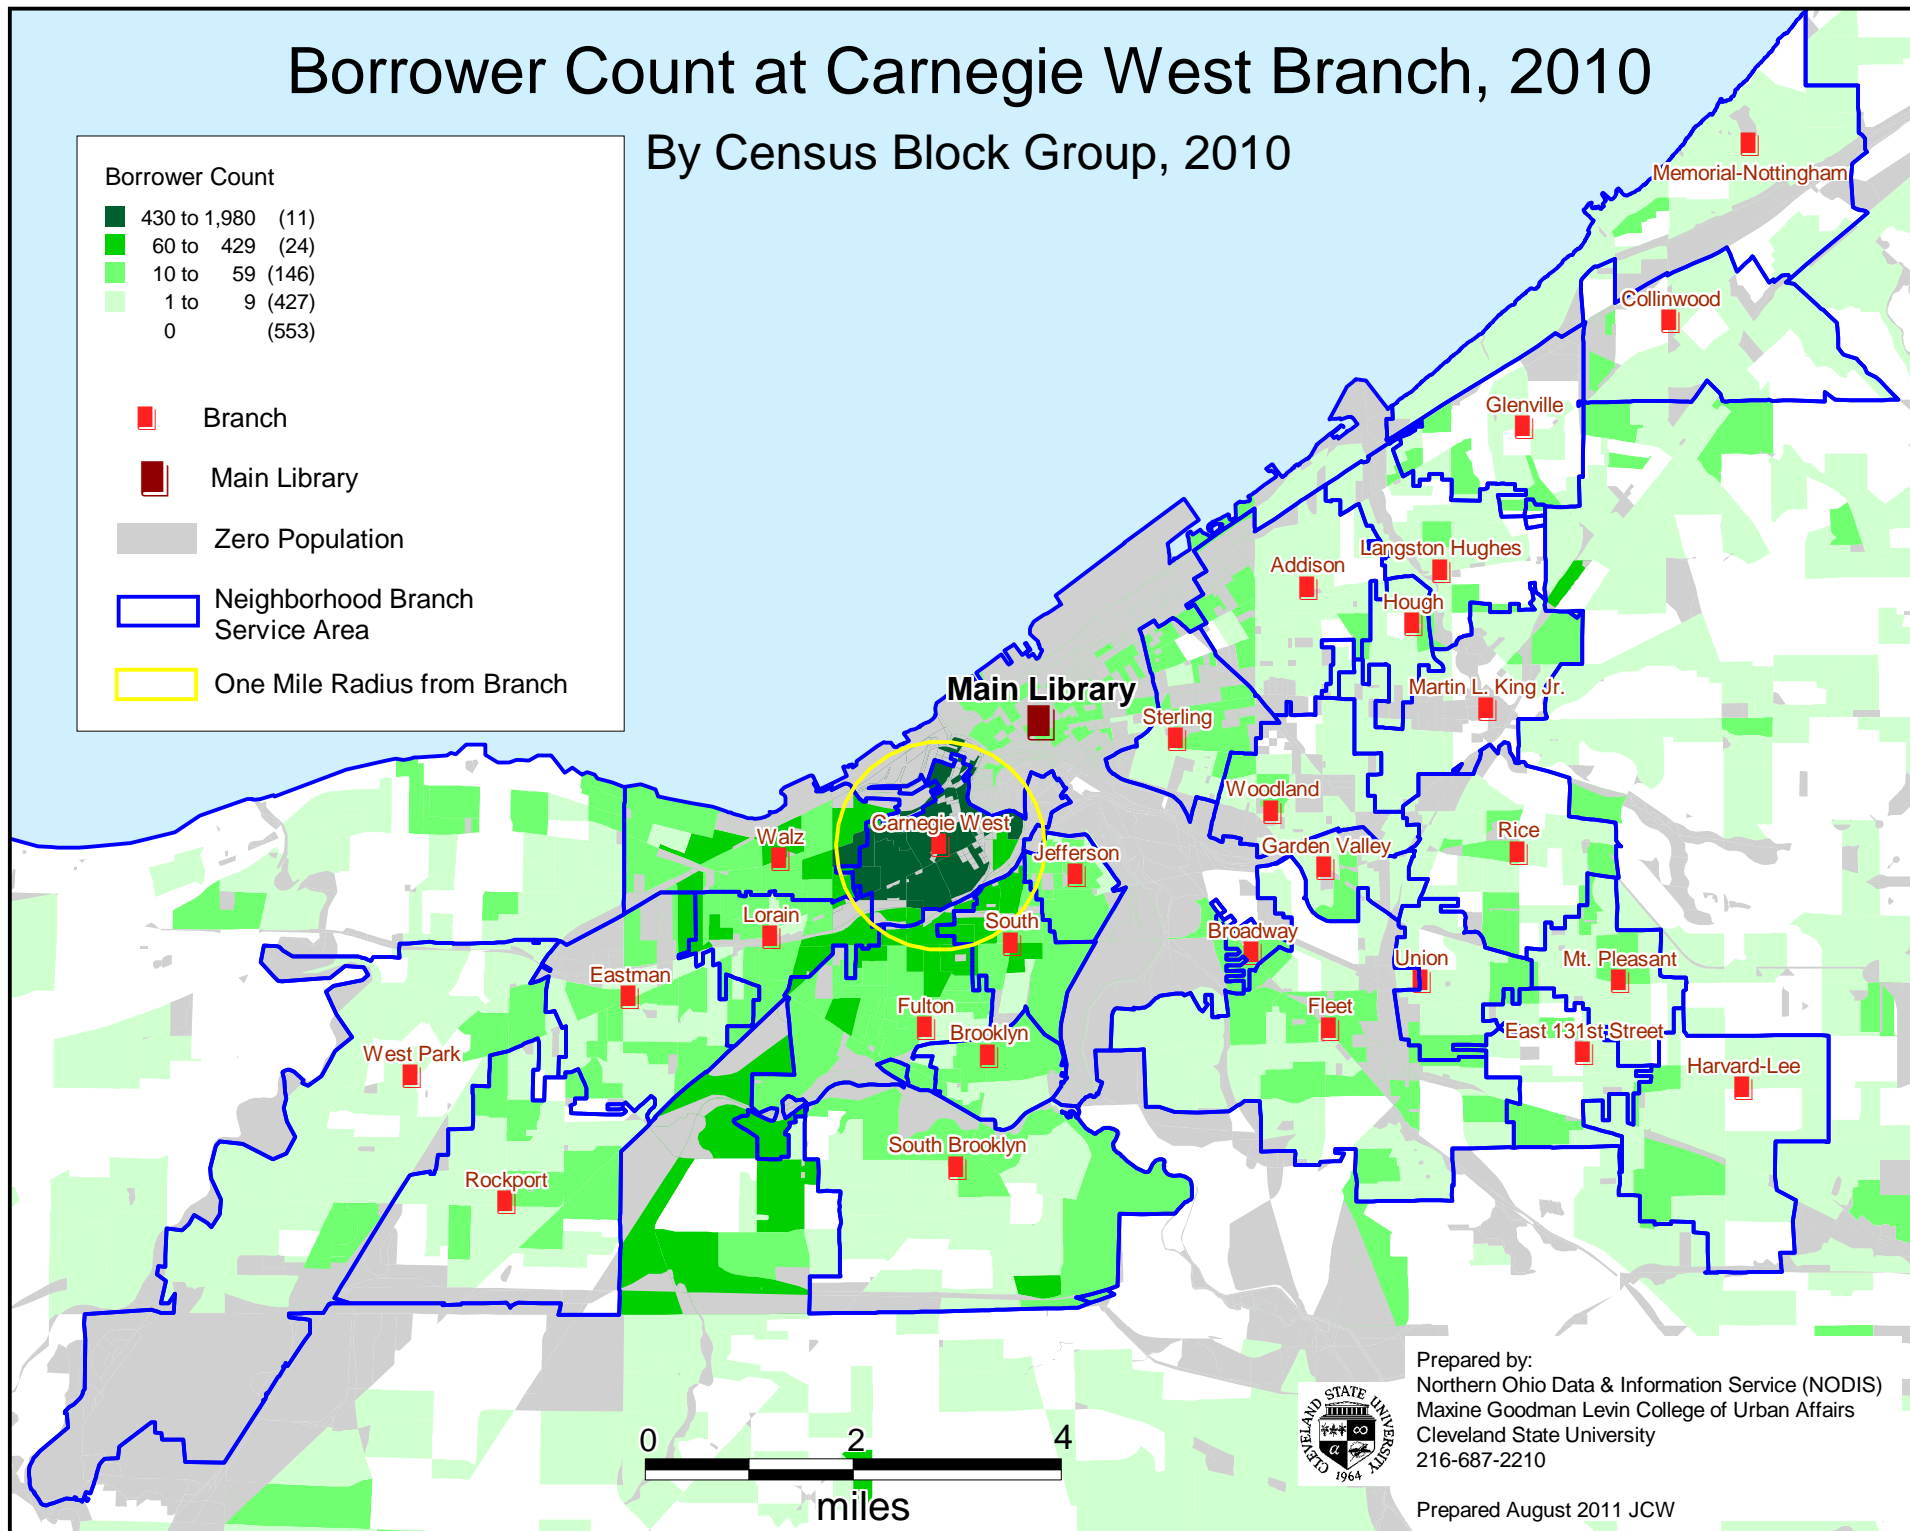 Borrower Count at Carnegie West Branch, 2010
By Census Block Group, 2010
Borrower Count
430 to 1,980 (11)
60 to 429 (24)
10 to 59 (146)
1 to 9 (427)
0 (553)
Branch
Main Library
Zero Population
Neighborhood Branch
Service Area
One Mile Radius from Branch
Memorial-Nottingham
Collinwood
Glenville
Langston Hughes
Addison
Hough
Martin L. King Jr.
Main Library
Sterling
Woodland
Carnegie West
Walz
Jefferson
Garden Valley
Rice
Lorain
South
Broadway
Union
Mt. Pleasant
Eastman
Fulton
Brooklyn
Fleet
East 131st Street
West Park
Harvard-Lee
South Brooklyn
Rockport
0 2 4
miles
CLEVELAND STATE UNIVERSITY
1964
Prepared by:
Northern Ohio Data & Information Service (NODIS)
Maxine Goodman Levin College of Urban Affairs
Cleveland State University
216-687-2210
Prepared August 2011 JCW